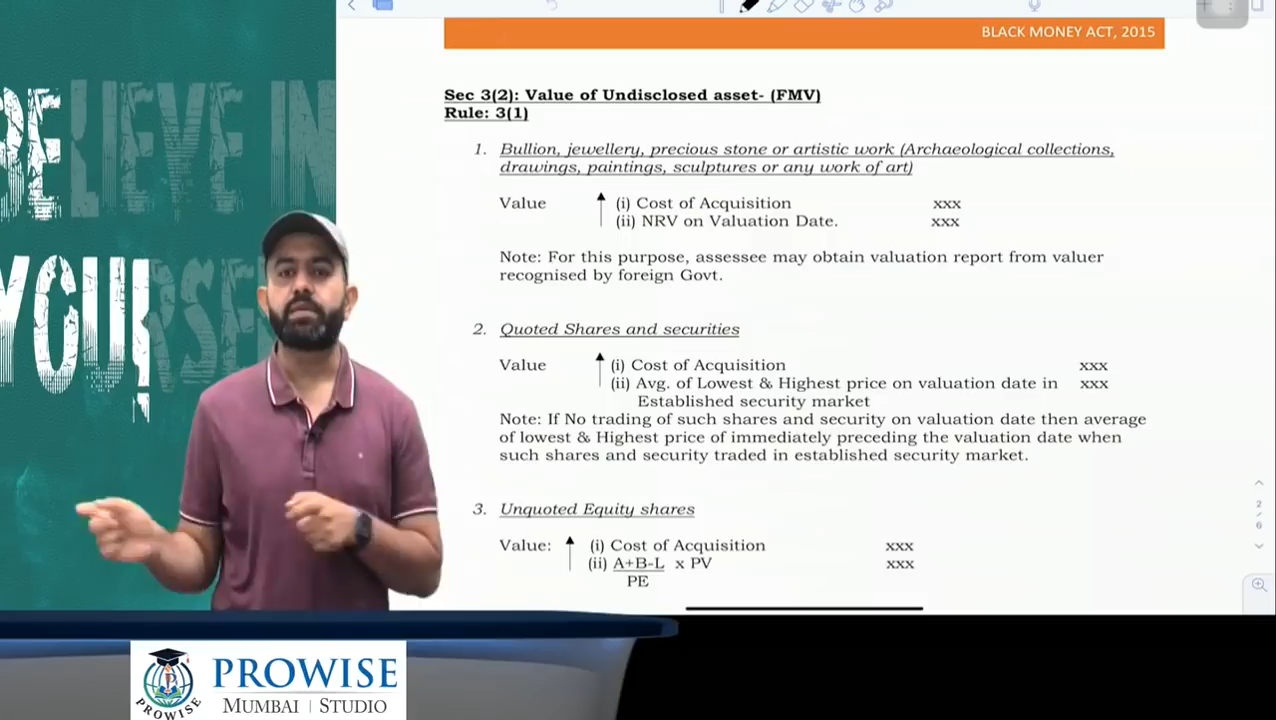 BELIEVE IN
YOURSE
BLACK MONEY ACT, 2015
Sec 3(2): Value of Undisclosed asset- (FMV)
Rule: 3(1)
1. Bullion, jewellery, precious stone or artistic work (Archaeological collections,
drawings, paintings, sculptures or any work of art)
Value (i) Cost of Acquisition xxx
(ii) NRV on Valuation Date. xxx
Note: For this purpose, assessee may obtain valuation report from valuer
recognised by foreign Govt.
2. Quoted Shares and securities
Value (i) Cost of Acquisition xxx
(ii) Avg. of Lowest & Highest price on valuation date in xxx
Established security market
Note: If No trading of such shares and security on valuation date then average
of lowest & Highest price of immediately preceding the valuation date when
such shares and security traded in established security market.
3. Unquoted Equity shares
Value: (i) Cost of Acquisition xxx
(ii) A+B-L x PV xxx
PE
2
/
6
PROWISE
PROWISE
MUMBAI | STUDIO